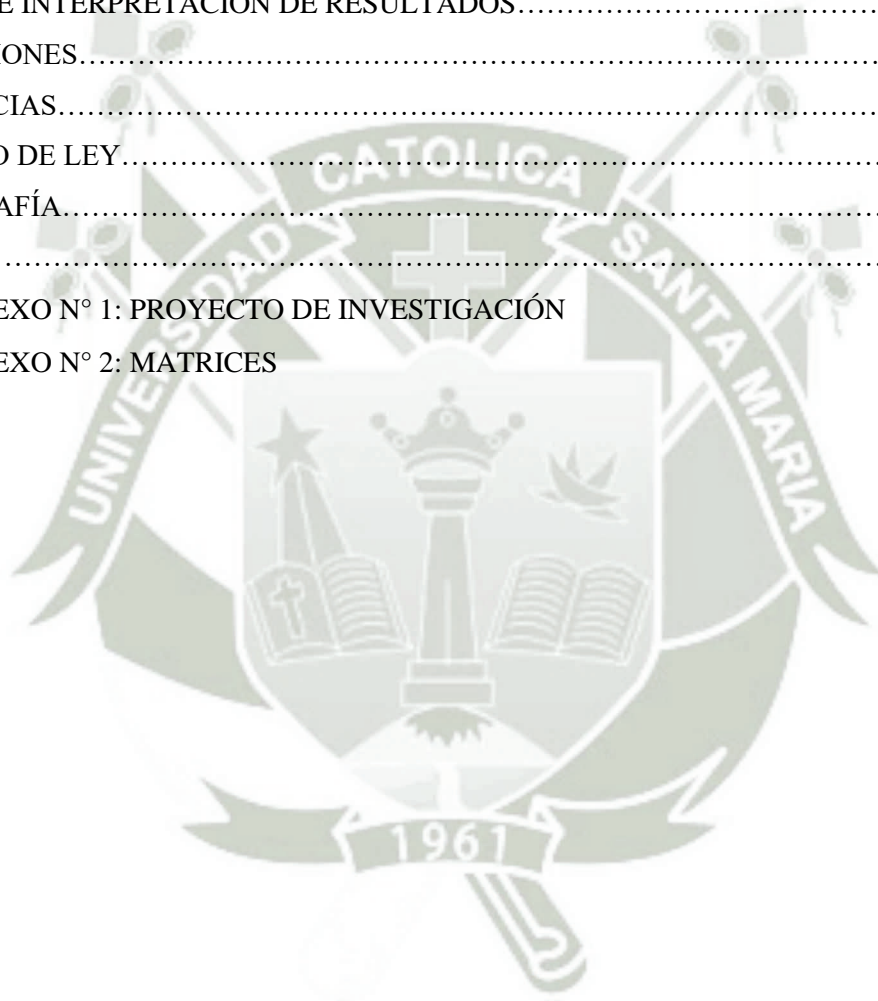 E INTERPRETACIÓN DE RESULTADOS……………………………………
IONES…………………………………………………………………………
CIAS……………………………………………………………………………
O DE LEY………………………………………………………………………
AFÍA……………………………………………………………………………
……………………………………………………………………………………
EXO N° 1: PROYECTO DE INVESTIGACIÓN
EXO N° 2: MATRICES
UNIVERSIDAD CATOLICA SANTA MARIA
1961